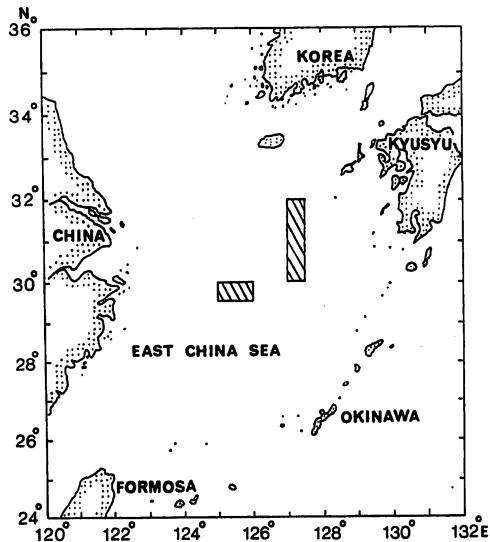 N°
36
KOREA
34°
KYUSYU
32°
CHINA
30°
28°
EAST CHINA SEA
OKINAWA
26°
FORMOSA
24°
120° 122° 124° 126° 128° 130° 132°E